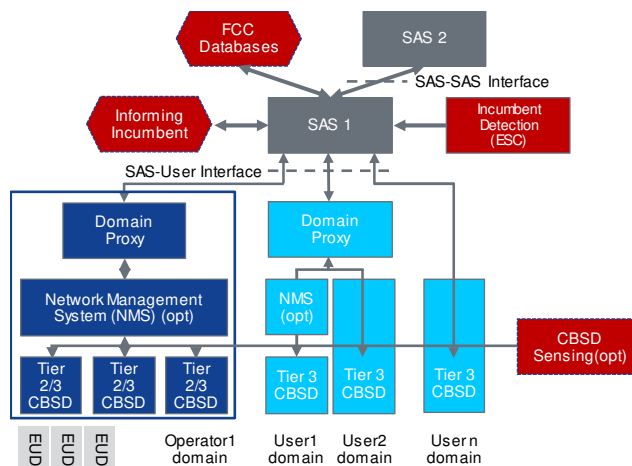 FCC
Databases
SAS 2
SAS-SAS Interface
Informing
Incumbent
SAS 1
Incumbent
Detection
(ESC)
SAS-User Interface
Domain
Proxy
Domain
Proxy
Network Management
System (NMS) (opt)
NMS
(opt)
CBSD
Sensing(opt)
Tier
2/3
CBSD
Tier
2/3
CBSD
Tier
2/3
CBSD
Tier 3
CBSD
Tier 3
CBSD
Tier 3
CBSD
EUD
EUD
EUD
Operator1
domain
User1
domain
User2
domain
User n
domain